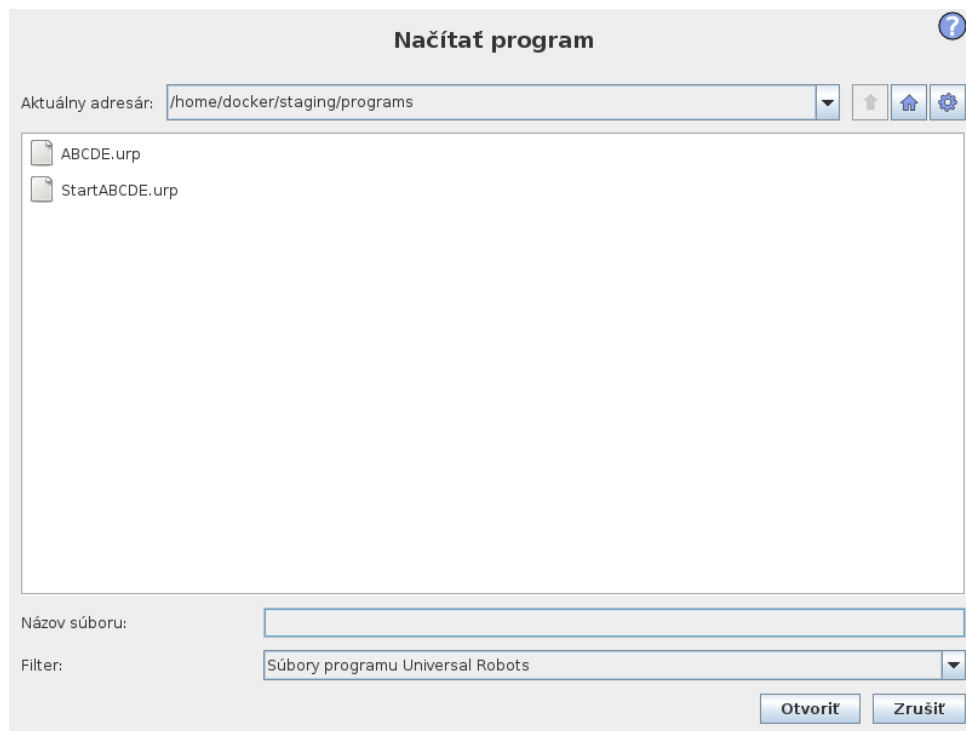 Načítať program
?
Aktuálny adresár: /home/docker/staging/programs
ABCDE.urp
StartABCDE.urp
Názov súboru:
Filter: Súbory programu Universal Robots
Otvoriť Zrušiť